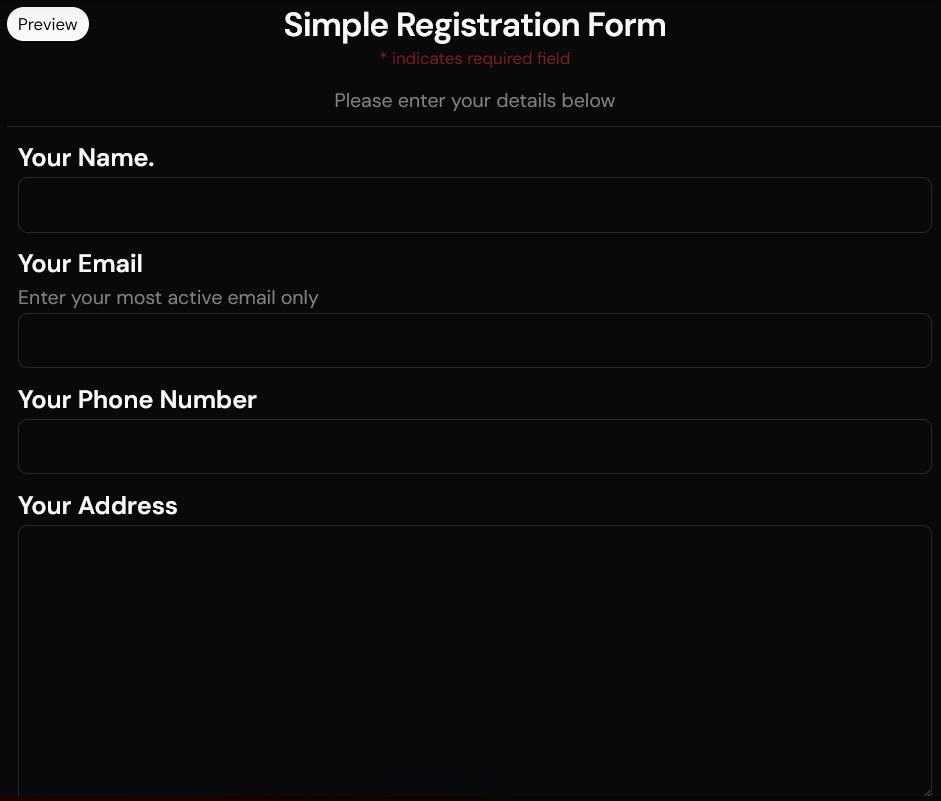 Preview
Simple Registration Form
* indicates required field
Please enter your details below
Your Name.
Your Email
Enter your most active email only
Your Phone Number
Your Address